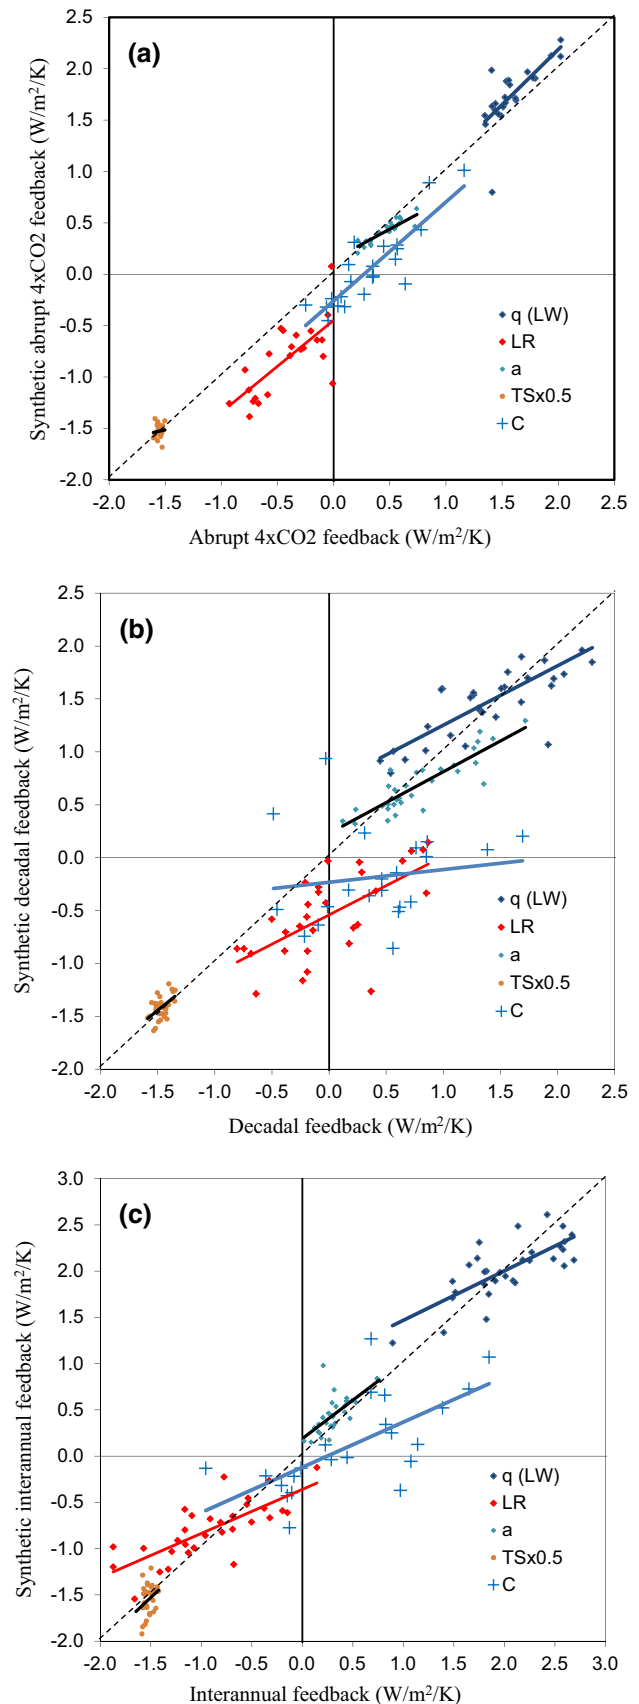 (a)
2.5
2.0
1.5
1.0
0.5
0.0
-0.5
-1.0
-1.5
-2.0
Synthetic abrupt 4xCO2 feedback (W/m²/K)
q (LW)
LR
a
TSx0.5
C
-2.0 -1.5 -1.0 -0.5 0.0 0.5 1.0 1.5 2.0 2.5
Abrupt 4xCO2 feedback (W/m²/K)
(b)
2.5
2.0
1.5
1.0
0.5
0.0
-0.5
-1.0
-1.5
-2.0
Synthetic decadal feedback (W/m²/K)
q (LW)
LR
a
TSx0.5
C
-2.0 -1.5 -1.0 -0.5 0.0 0.5 1.0 1.5 2.0 2.5
Decadal feedback (W/m²/K)
(c)
3.0
2.5
2.0
1.5
1.0
0.5
0.0
-0.5
-1.0
-1.5
-2.0
Synthetic interannual feedback (W/m²/K)
q (LW)
LR
a
TSx0.5
C
-2.0 -1.5 -1.0 -0.5 0.0 0.5 1.0 1.5 2.0 2.5 3.0
Interannual feedback (W/m²/K)